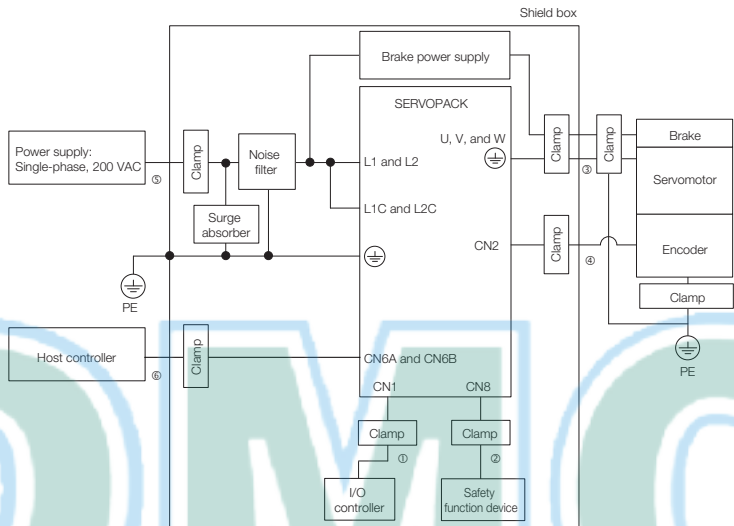 Shield box
Brake power supply
SERVOPACK
U, V, and W
Power supply:
Single-phase, 200 VAC
⑤
Clamp
Noise
filter
L1 and L2
Clamp
Clamp
③
Brake
Servomotor
Surge
absorber
L1C and L2C
CN2
Clamp
④
Encoder
Clamp
PE
PE
Host controller
⑥
Clamp
CN6A and CN6B
CN1
CN8
Clamp
Clamp
①
②
I/O
controller
Safety
function device
OMC